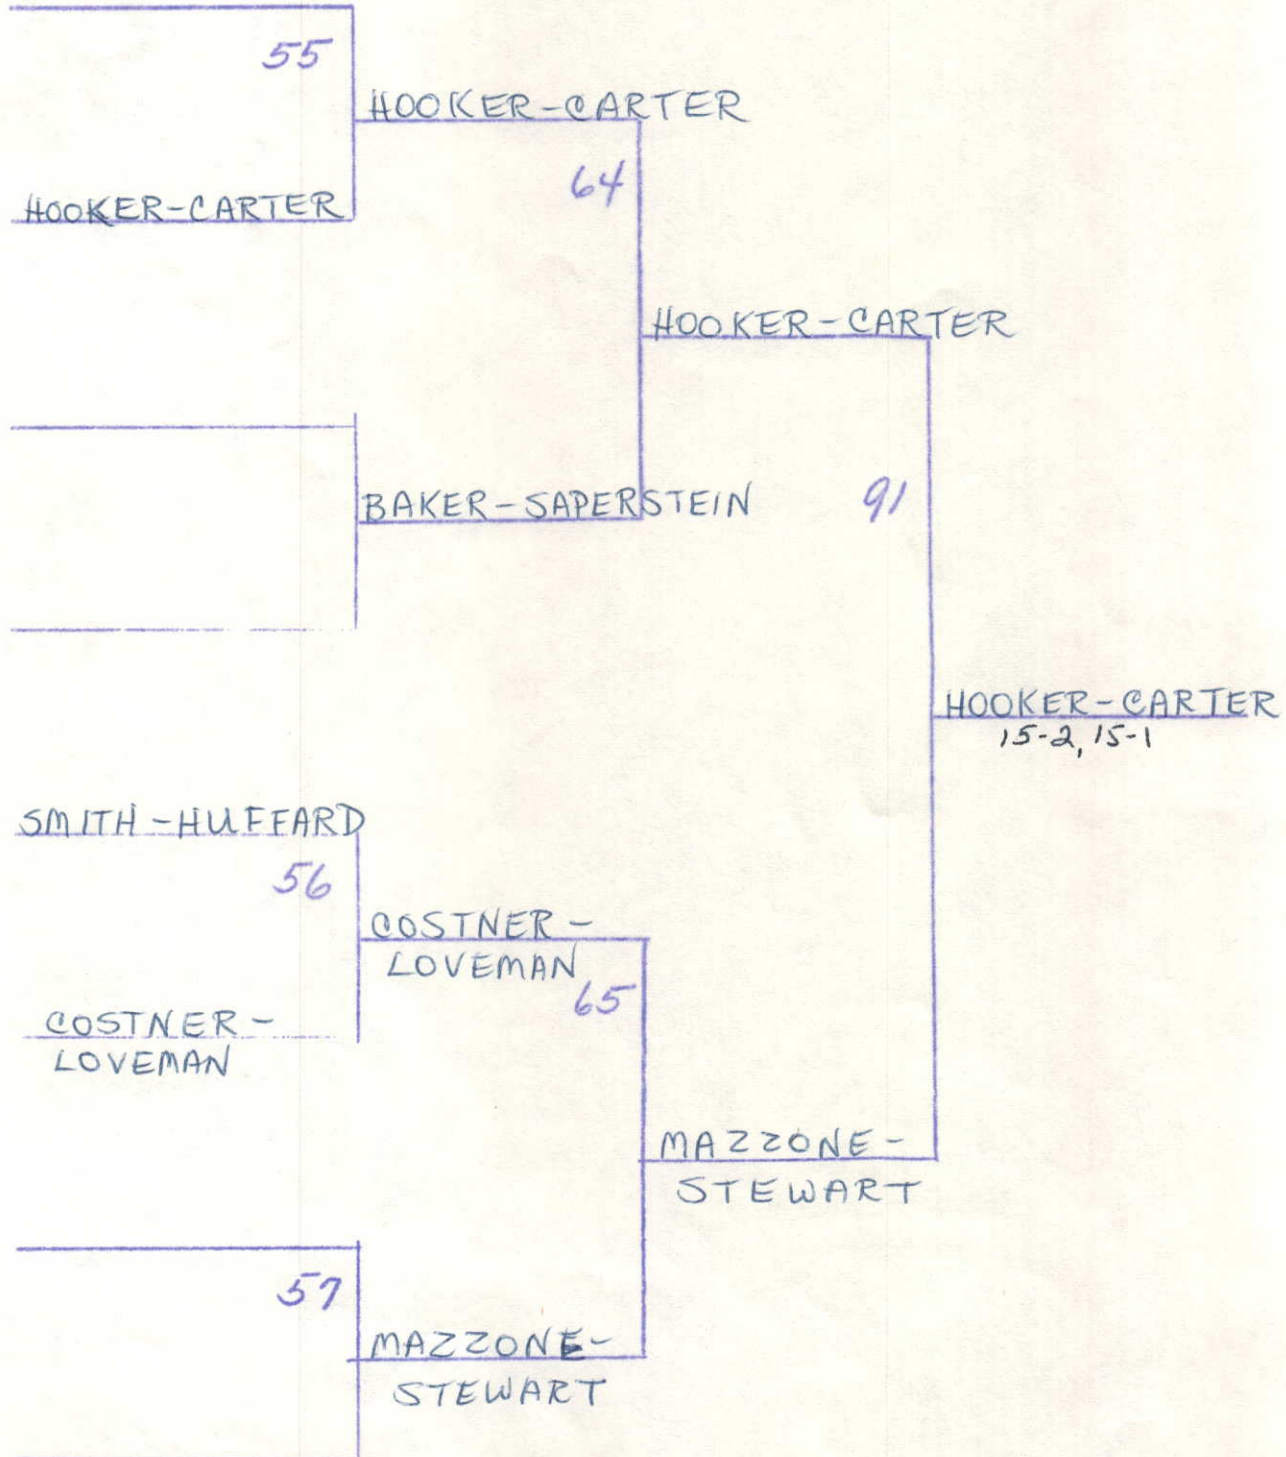 55
HOOKER-CARTER
64
HOOKER-CARTER
HOOKER-CARTER
BAKER-SAPERSTEIN
91
HOOKER-CARTER
15-2, 15-1
SMITH-HUFFARD
56
COSTNER-
LOVEMAN
65
COSTNER-
LOVEMAN
MAZZONE-
STEWART
57
MAZZONE-
STEWART